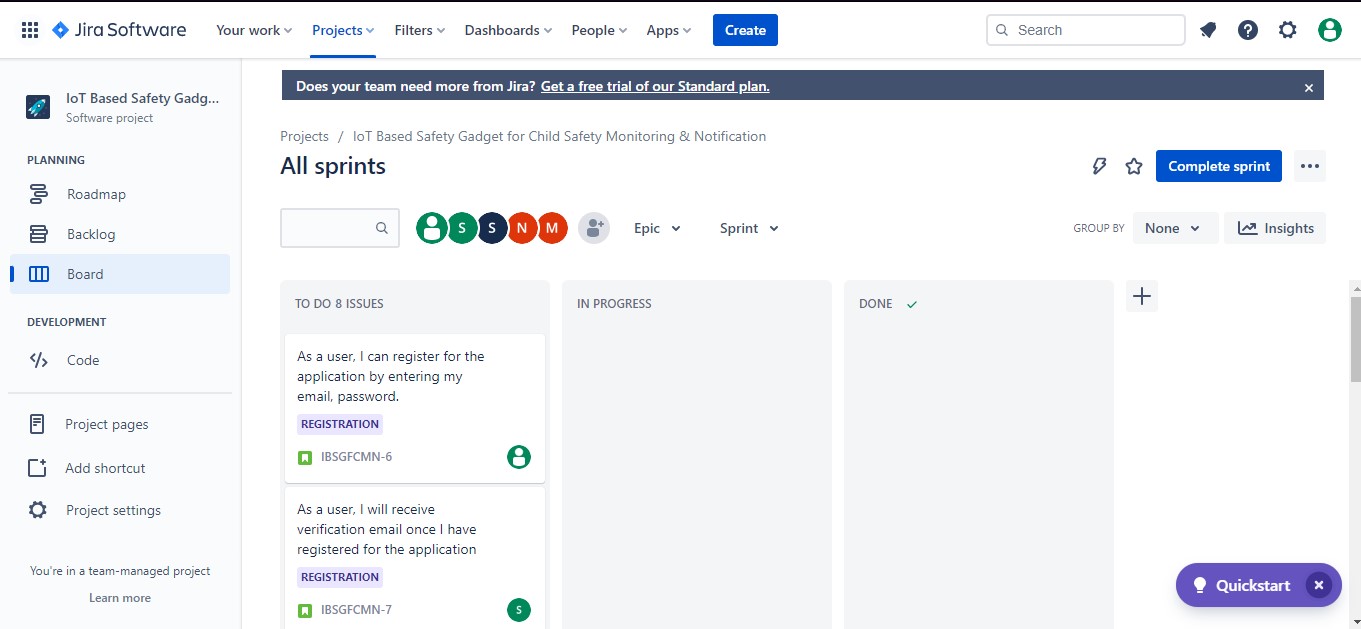 Jira Software Your work Projects Filters Dashboards People Apps Create Search
Does your team need more from Jira? Get a free trial of our Standard plan.
IoT Based Safety Gadg...
Software project
PLANNING
Roadmap
Backlog
Board
DEVELOPMENT
Code
Project pages
Add shortcut
Project settings
You're in a team-managed project
Learn more
Projects / IoT Based Safety Gadget for Child Safety Monitoring & Notification
All sprints
Complete sprint
S S N M Epic Sprint GROUP BY None Insights
TO DO 8 ISSUES
As a user, I can register for the
application by entering my
email, password.
REGISTRATION
IBSGFCMN-6
As a user, I will receive
verification email once I have
registered for the application
REGISTRATION
IBSGFCMN-7 S
IN PROGRESS
DONE
Quickstart